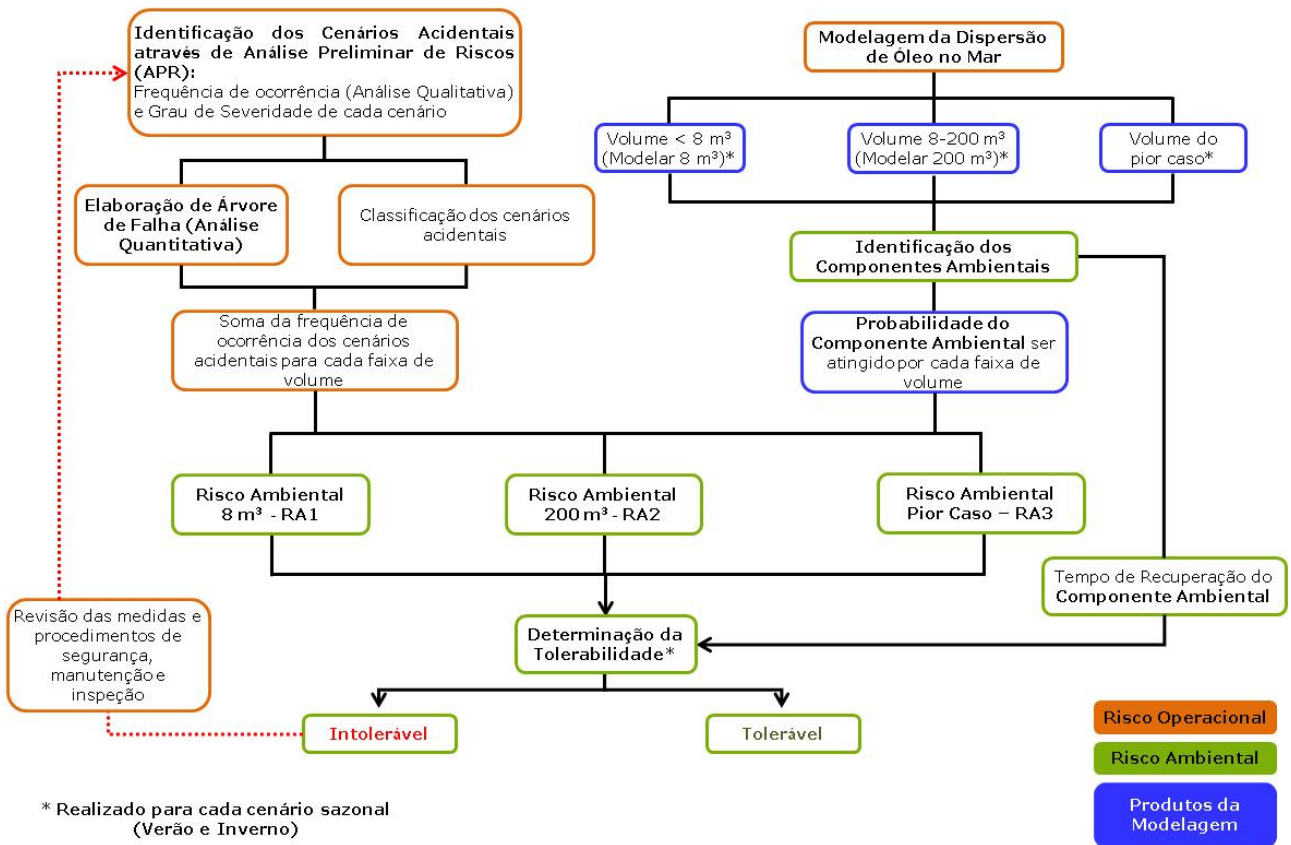 Identificação dos Cenários Acidentais
através de Análise Preliminar de Riscos
(APR):
Frequência de ocorrência (Análise Qualitativa)
e Grau de Severidade de cada cenário
Modelagem da Dispersão
de Óleo no Mar
Volume < 8 m³
(Modelar 8 m³)*
Volume 8-200 m³
(Modelar 200 m³)*
Volume do
pior caso*
Elaboração de Árvore
de Falha (Análise
Quantitativa)
Classificação dos cenários
acidentais
Identificação dos
Componentes Ambientais
Soma da frequência de
ocorrência dos cenários
acidentais para cada faixa de
volume
Probabilidade do
Componente Ambiental ser
atingido por cada faixa de
volume
Risco Ambiental
8 m³ - RA1
Risco Ambiental
200 m³ - RA2
Risco Ambiental
Pior Caso – RA3
Tempo de Recuperação do
Componente Ambiental
Revisão das medidas e
procedimentos de
segurança,
manutenção e
inspeção
Determinação da
Tolerabilidade*
Intolerável
Tolerável
Risco Operacional
Risco Ambiental
Produtos da
Modelagem
* Realizado para cada cenário sazonal
(Verão e Inverno)